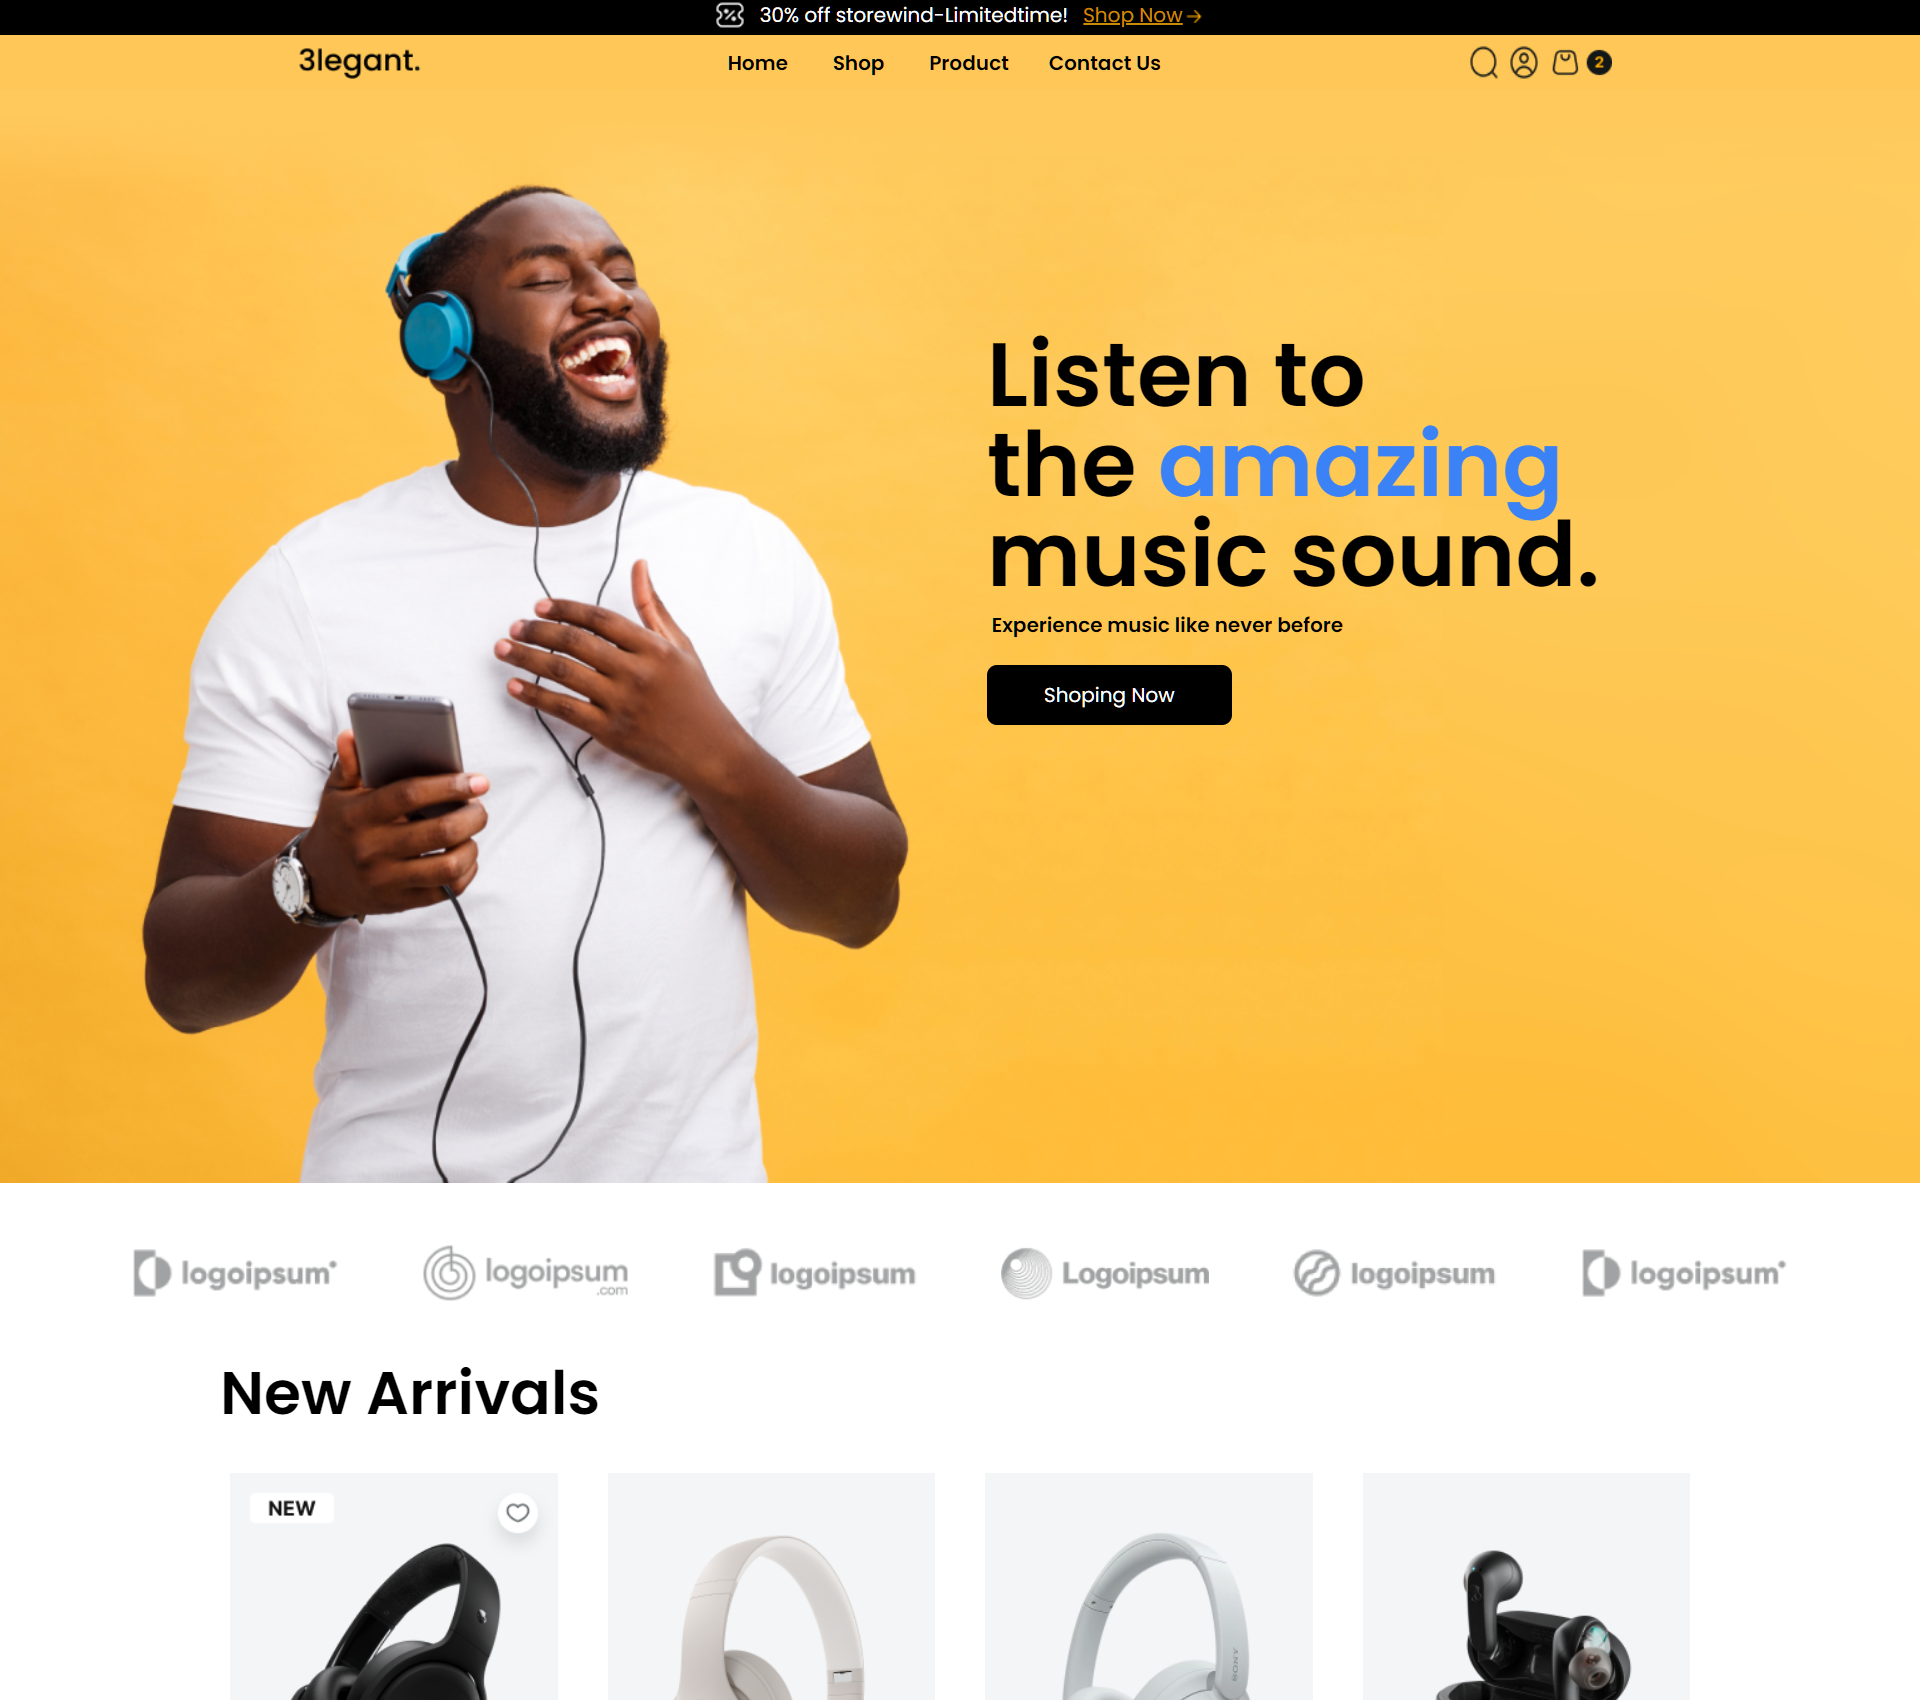 30% off storewind-Limitedtime! Shop Now
3legant.
Home Shop Product Contact Us
2
Listen to
the amazing
music sound.
Experience music like never before
Shoping Now
logoipsum
logoipsum
.com
logoipsum
Logoipsum
logoipsum
logoipsum
New Arrivals
NEW
SONY